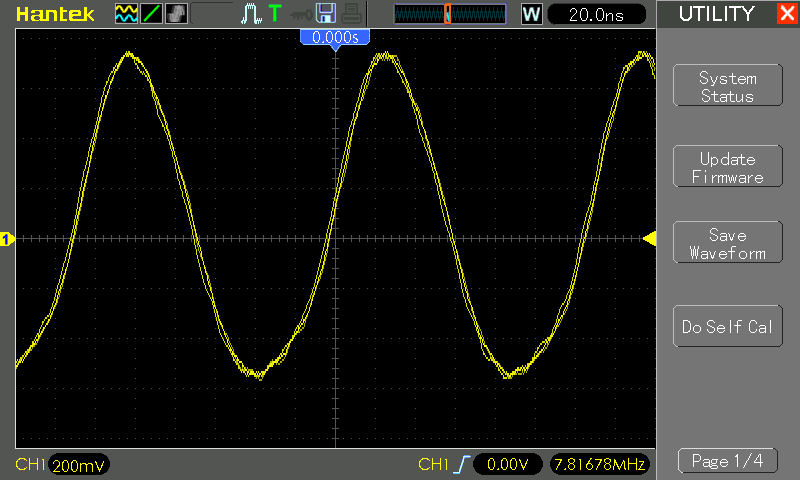 Hantek
T
W
20.0ns
UTILITY
0.000s
System
Status
Update
Firmware
1
Save
Waveform
Do Self Cal
CH1 200mV
CH1 0.00V 7.81678MHz
Page 1/4